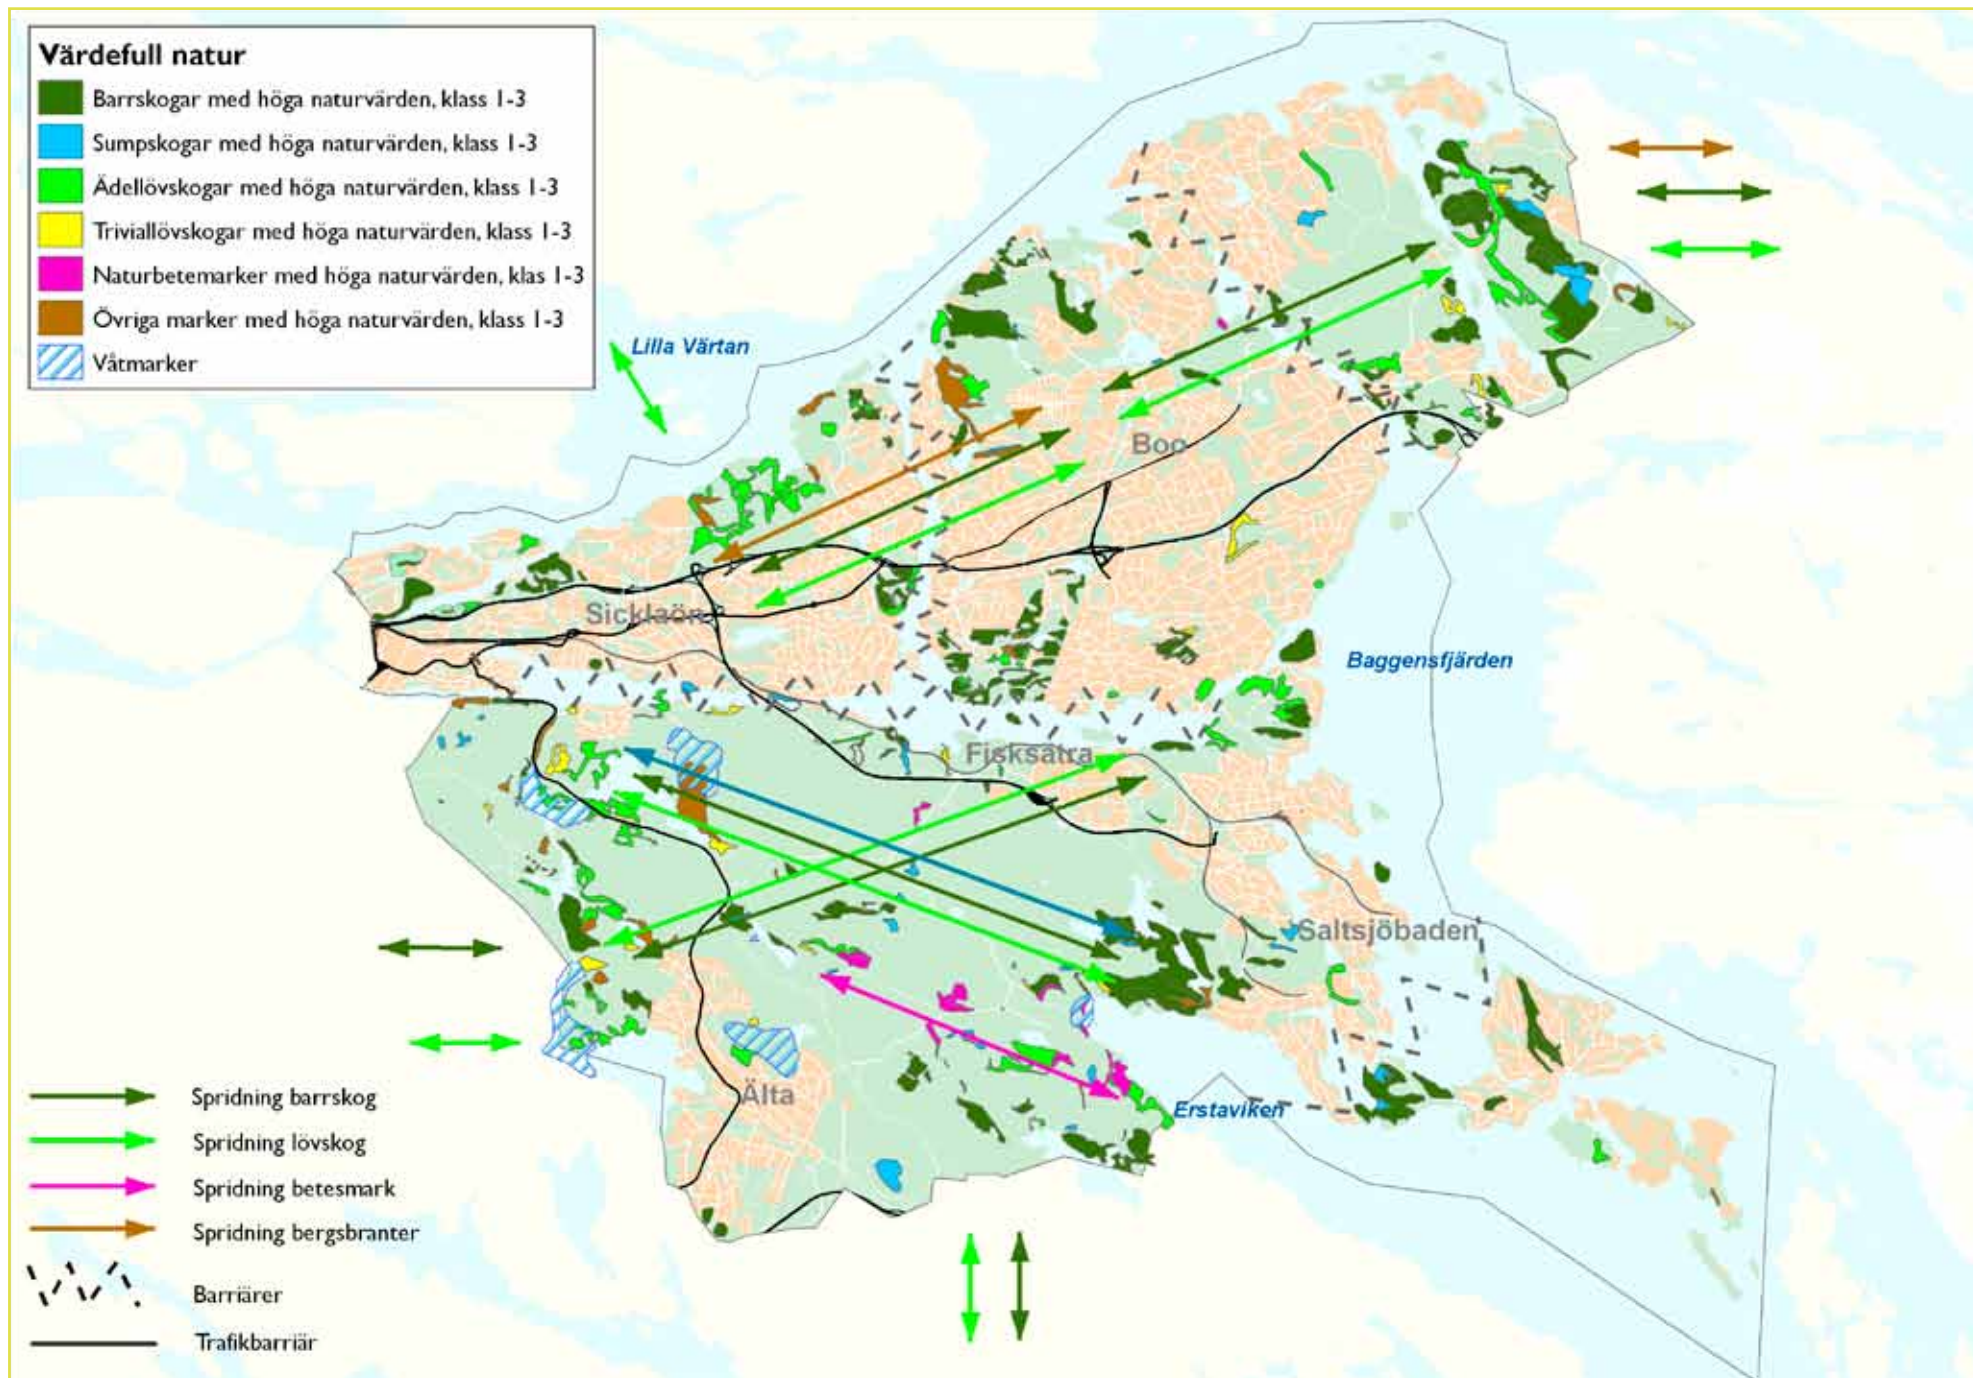 Värdefull natur
Barrskogar med höga naturvärden, klass 1-3
Sumpskogar med höga naturvärden, klass 1-3
Ädellövskogar med höga naturvärden, klass 1-3
Triviallövskogar med höga naturvärden, klass 1-3
Naturbetemarker med höga naturvärden, klas 1-3
Övriga marker med höga naturvärden, klass 1-3
Våtmarker
Lilla Värtan
Boo
Sicklaön
Baggensfjärden
Fisksätra
Saltsjöbaden
Älta
Erstaviken
Spridning barrskog
Spridning lövskog
Spridning betesmark
Spridning bergsbranter
Barriärer
Trafikbarriär